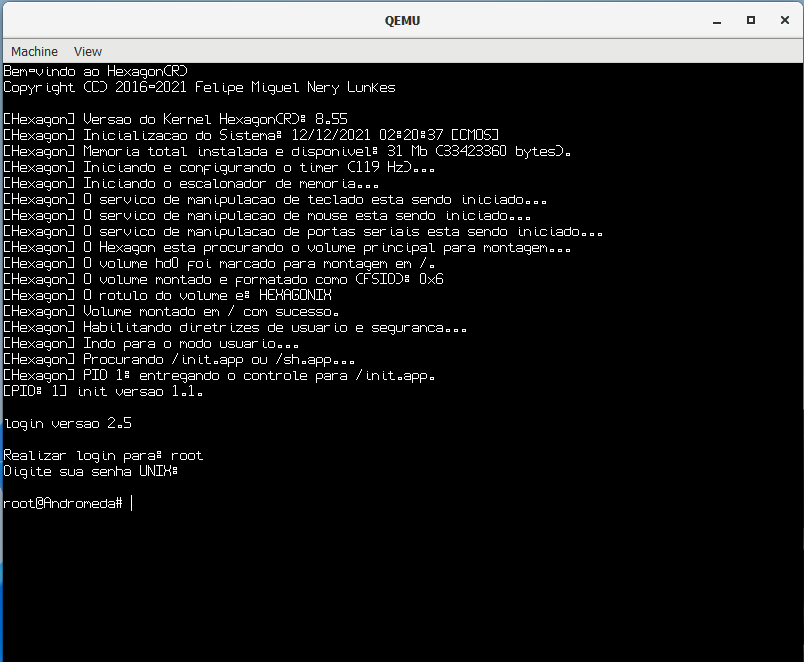 QEMU
Machine View
Bem-vindo ao Hexagon(R)
Copyright (C) 2016-2021 Felipe Miguel Nery Lunkes
[Hexagon] Versao do Kernel Hexagon(R): 8.55
[Hexagon] Inicializacao do Sistema: 12/12/2021 02:20:37 [CMOS]
[Hexagon] Memoria total instalada e disponivel: 31 Mb (33423360 bytes).
[Hexagon] Iniciando e configurando o timer (119 Hz)...
[Hexagon] Iniciando o escalonador de memoria...
[Hexagon] O servico de manipulacao de teclado esta sendo iniciado...
[Hexagon] O servico de manipulacao de mouse esta sendo iniciado...
[Hexagon] O servico de manipulacao de portas seriais esta sendo iniciado...
[Hexagon] O Hexagon esta procurando o volume principal para montagem...
[Hexagon] O volume hd0 foi marcado para montagem em /.
[Hexagon] O volume montado e formatado como (FSID): 0x6
[Hexagon] O rotulo do volume e: HEXAGONIX
[Hexagon] Volume montado em / com sucesso.
[Hexagon] Habilitando diretrizes de usuario e seguranca...
[Hexagon] Indo para o modo usuario...
[Hexagon] Procurando /init.app ou /sh.app...
[Hexagon] PID 1: entregando o controle para /init.app.
[PID: 1] init versao 1.1.
login versao 2.5
Realizar login para: root
Digite sua senha UNIX:
root@Andromeda#